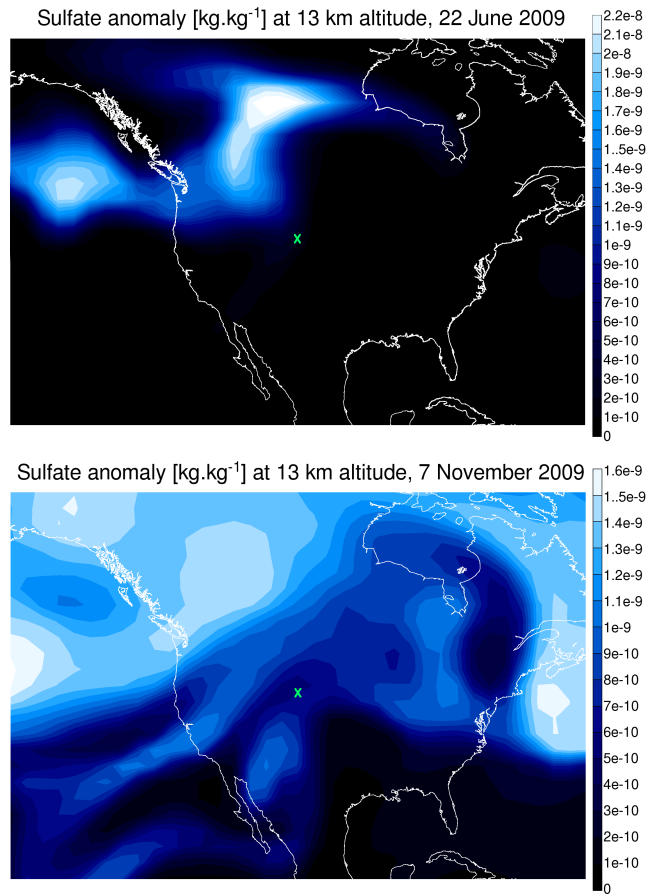 Sulfate anomaly [kg.kg-1] at 13 km altitude, 22 June 2009
2.2e-8
2.1e-8
2e-8
1.9e-9
1.8e-9
1.7e-9
1.6e-9
1.5e-9
1.4e-9
1.3e-9
1.2e-9
1.1e-9
1e-9
9e-10
8e-10
7e-10
6e-10
5e-10
4e-10
3e-10
2e-10
1e-10
0
x
Sulfate anomaly [kg.kg-1] at 13 km altitude, 7 November 2009
1.6e-9
1.5e-9
1.4e-9
1.3e-9
1.2e-9
1.1e-9
1e-9
9e-10
8e-10
7e-10
6e-10
5e-10
4e-10
3e-10
2e-10
1e-10
0
x